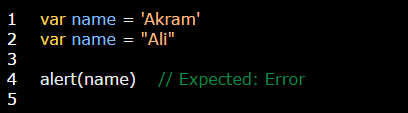 1 var name = 'Akram'
2 var name = "Ali"
3
4 alert(name) // Expected: Error
5